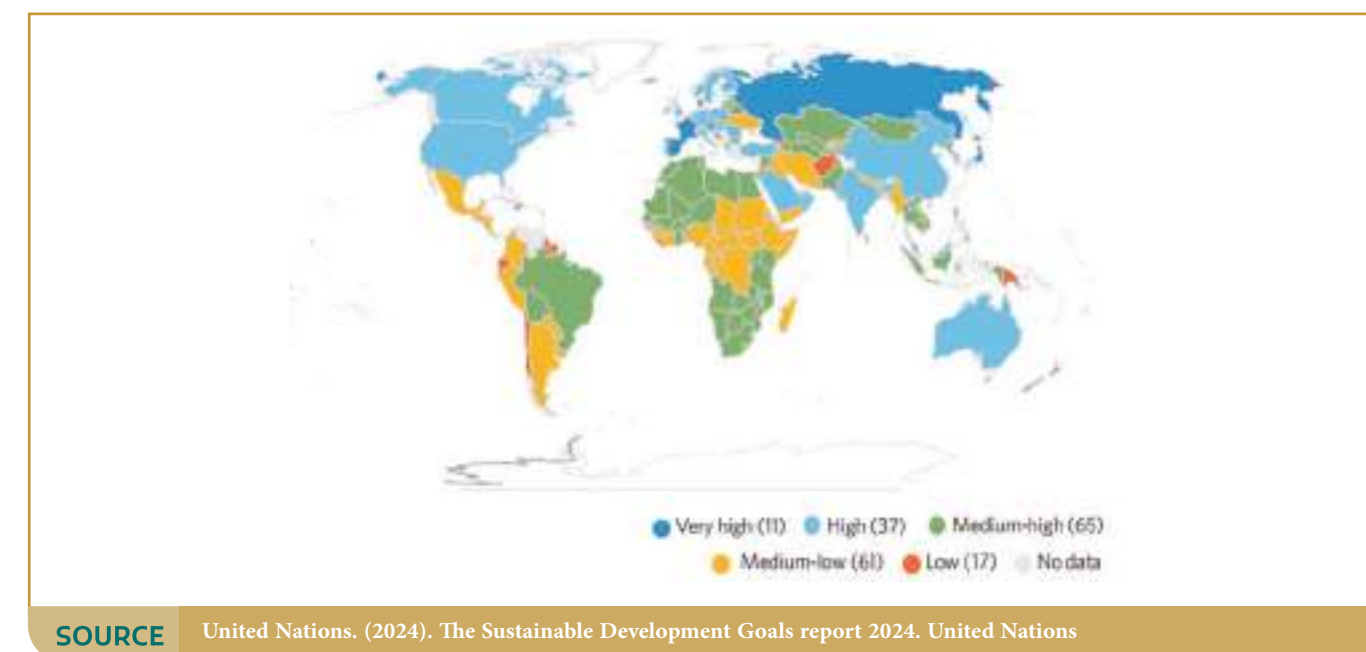 Very high (11) High (37) Medium-high (65)
Medium-low (61) Low (17) No data
SOURCE United Nations. (2024). The Sustainable Development Goals report 2024. United Nations